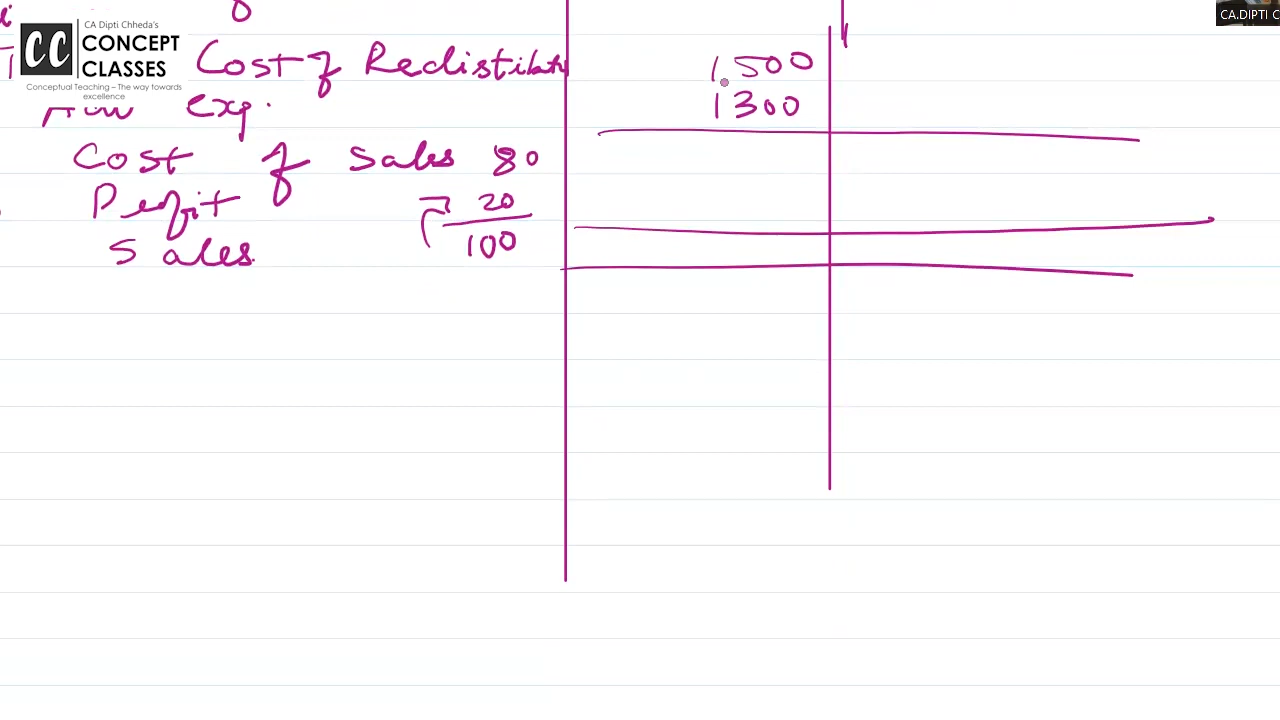 CA.DIPTI C
CA Dipti Chheda's
CC CONCEPT
CLASSES
Conceptual Teaching – The way towards
excellence
Cost of Redistibuti 1500
exp. 1300
Cost of Sales 80
Profit 20
Sales 100